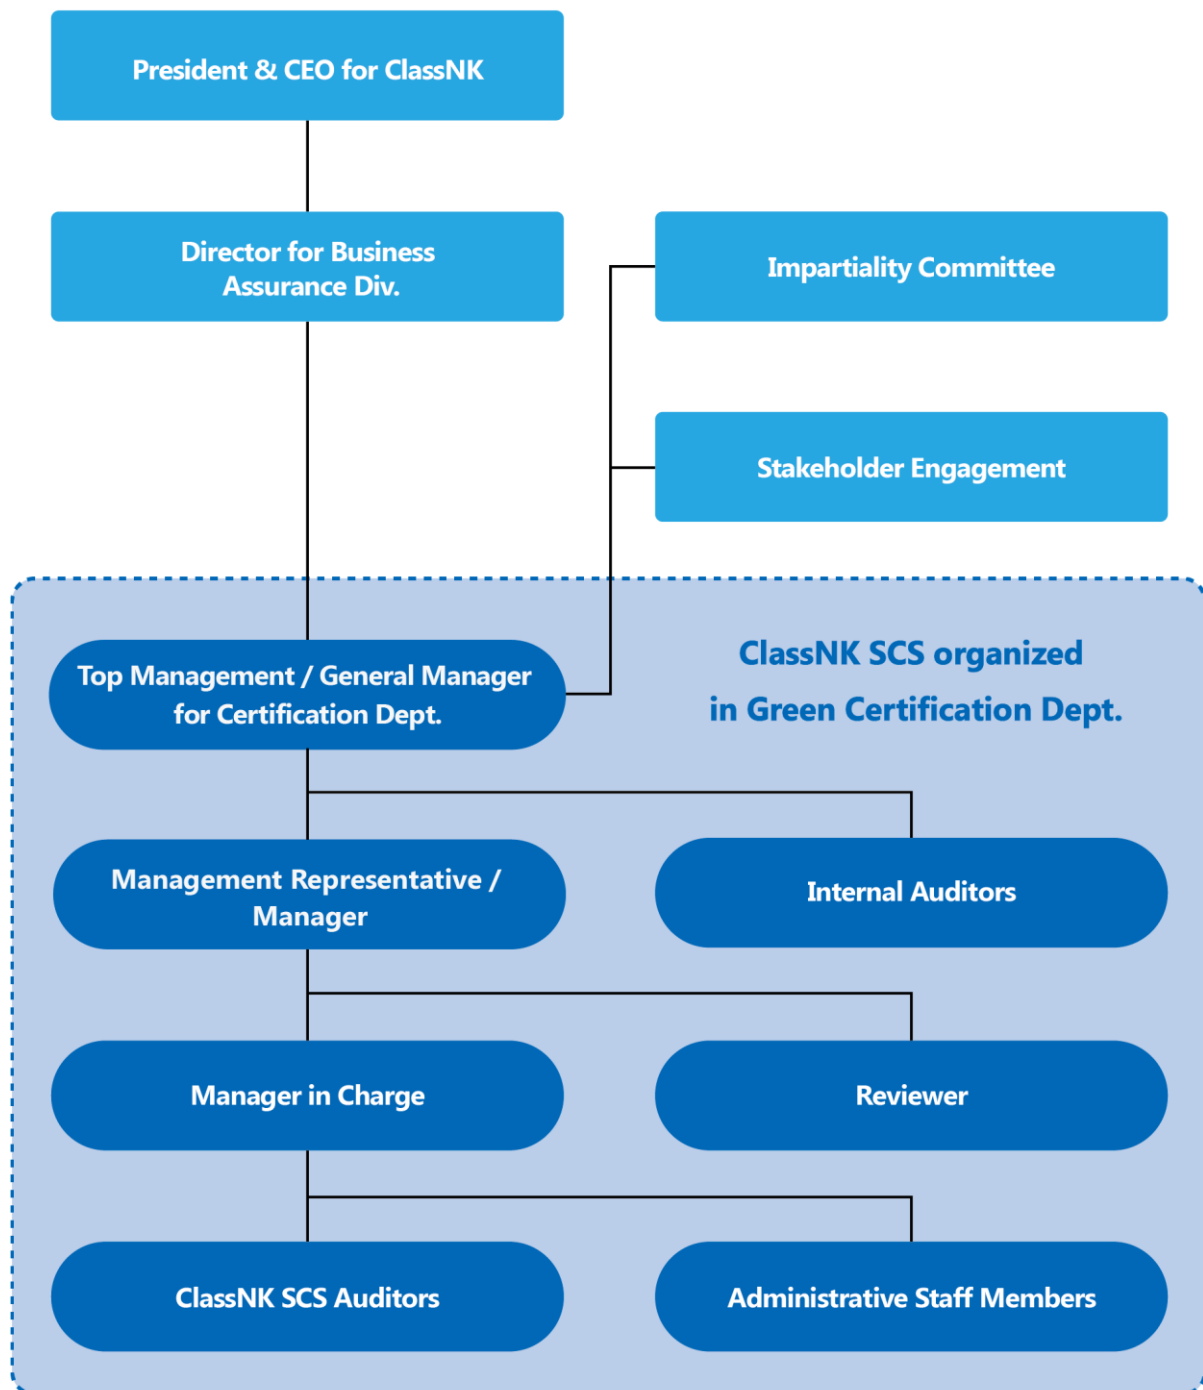 President & CEO for ClassNK
Director for Business
Assurance Div.
Impartiality Committee
Stakeholder Engagement
Top Management / General Manager
for Certification Dept.
ClassNK SCS organized
in Green Certification Dept.
Management Representative /
Manager
Internal Auditors
Manager in Charge
Reviewer
ClassNK SCS Auditors
Administrative Staff Members